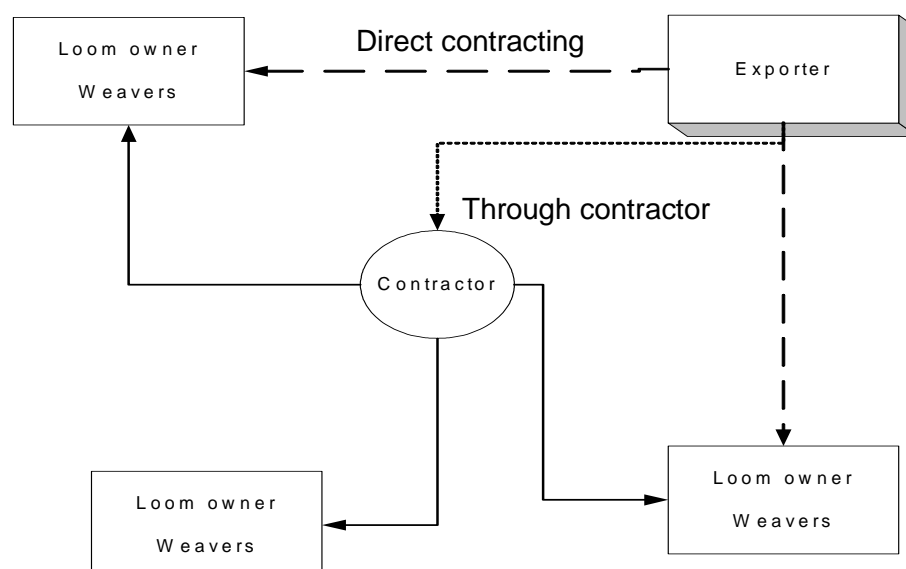 Direct contracting
Loom owner
Weavers
Exporter
Through contractor
Contractor
Loom owner
Weavers
Loom owner
Weavers